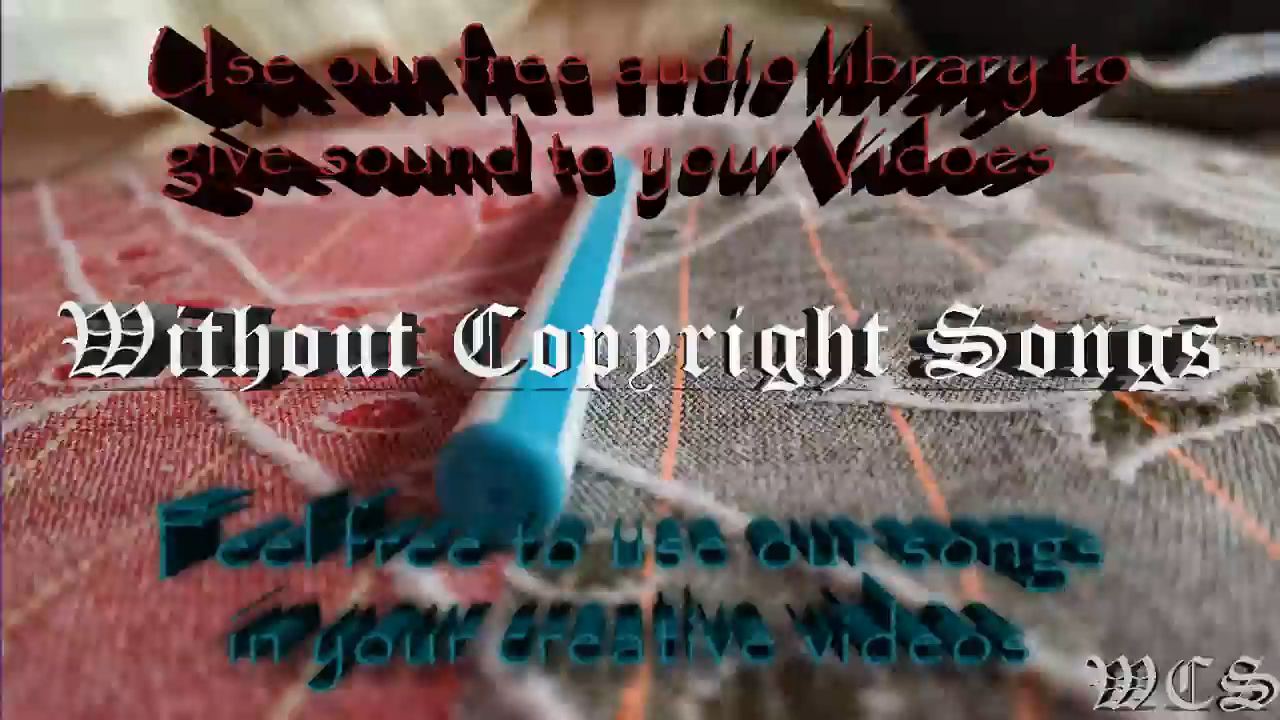 Use our free audio library to
give sound to your Vidoes
Without Copyright Songs
Feel free to use our songs
in your creative videos
WCS